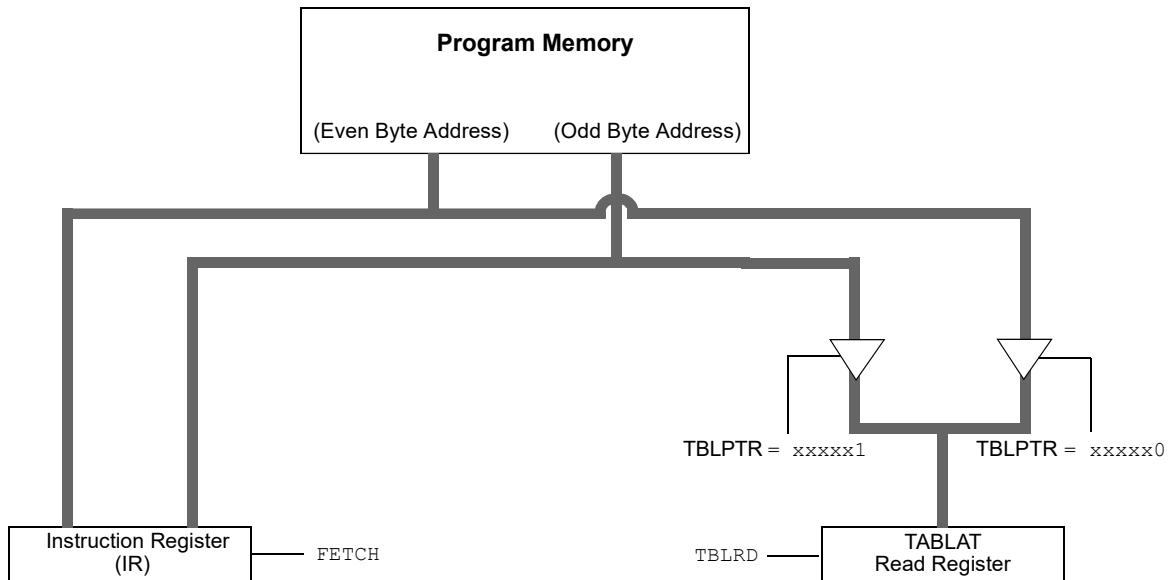 Program Memory
(Even Byte Address)
(Odd Byte Address)
TBLPTR = xxxxx1
TBLPTR = xxxxx0
Instruction Register
(IR)
FETCH
TBLRD
TABLAT
Read Register